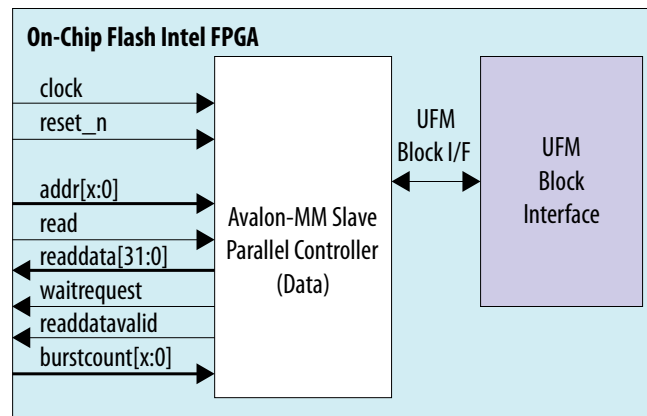 On-Chip Flash Intel FPGA
clock
reset_n
addr[x:0]
read
readdata[31:0]
waitrequest
readdatavalid
burstcount[x:0]
Avalon-MM Slave
Parallel Controller
(Data)
UFM
Block I/F
UFM
Block
Interface